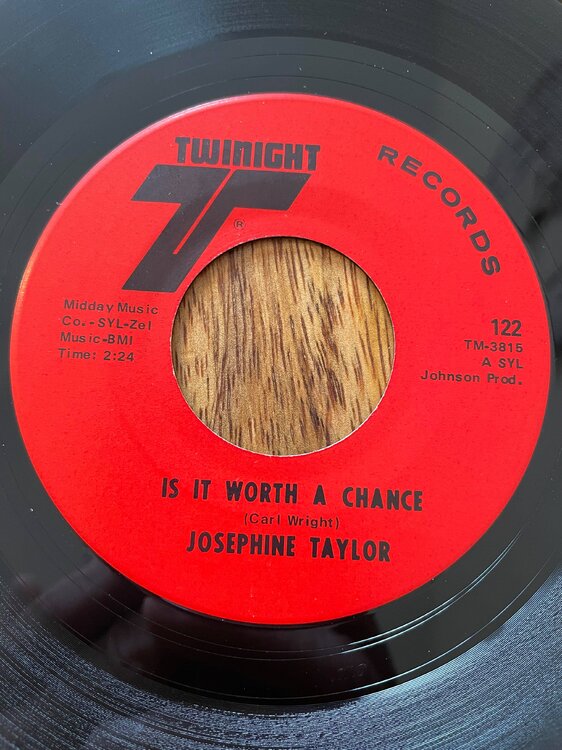 TWINIGHT
RECORDS
T
®
Midday Music
Co.-SYL-Zel
Music-BMI
Time: 2:24
122
TM-3815
A SYL
Johnson Prod.
IS IT WORTH A CHANCE
(Carl Wright)
JOSEPHINE TAYLOR